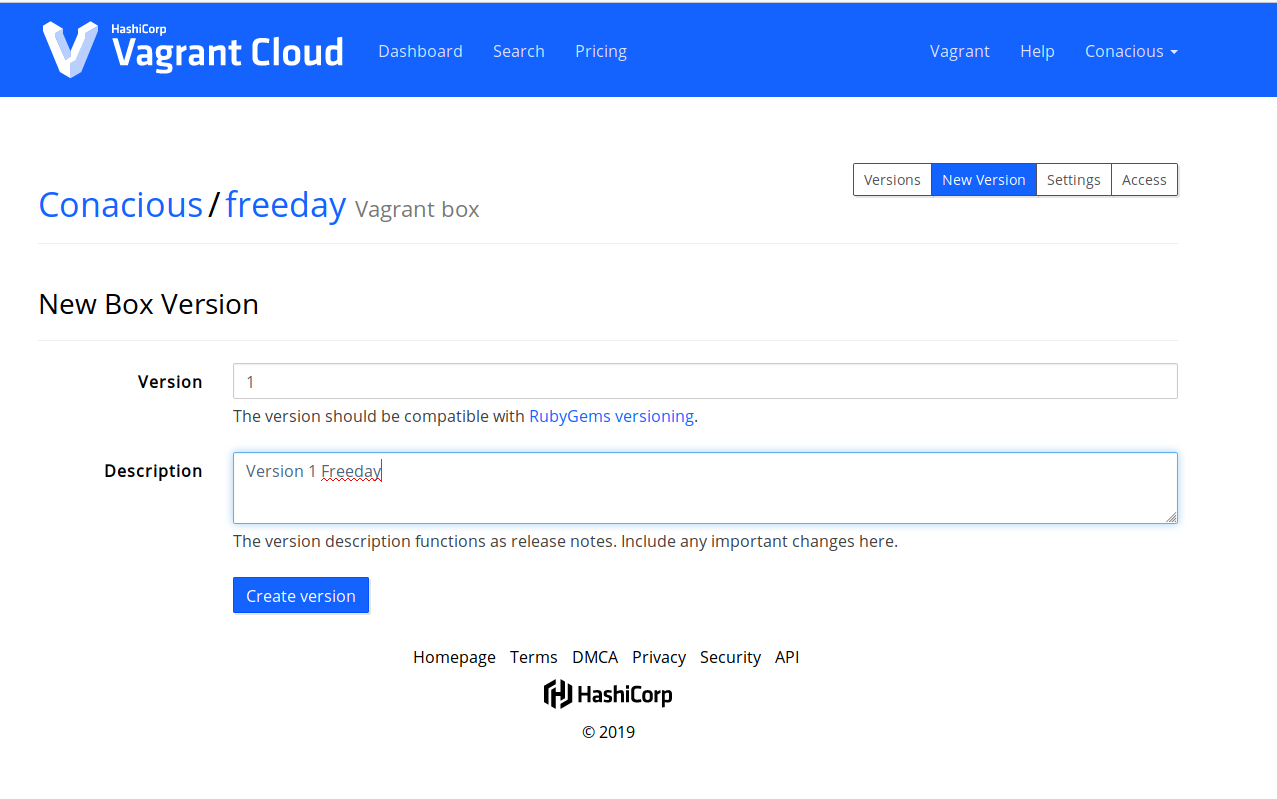 HashiCorp
Vagrant Cloud Dashboard Search Pricing Vagrant Help Conacious
Versions New Version Settings Access
Conacious/freeday Vagrant box
New Box Version
Version 1
The version should be compatible with RubyGems versioning.
Description Version 1 Freeday
The version description functions as release notes. Include any important changes here.
Create version
Homepage Terms DMCA Privacy Security API
HashiCorp
© 2019